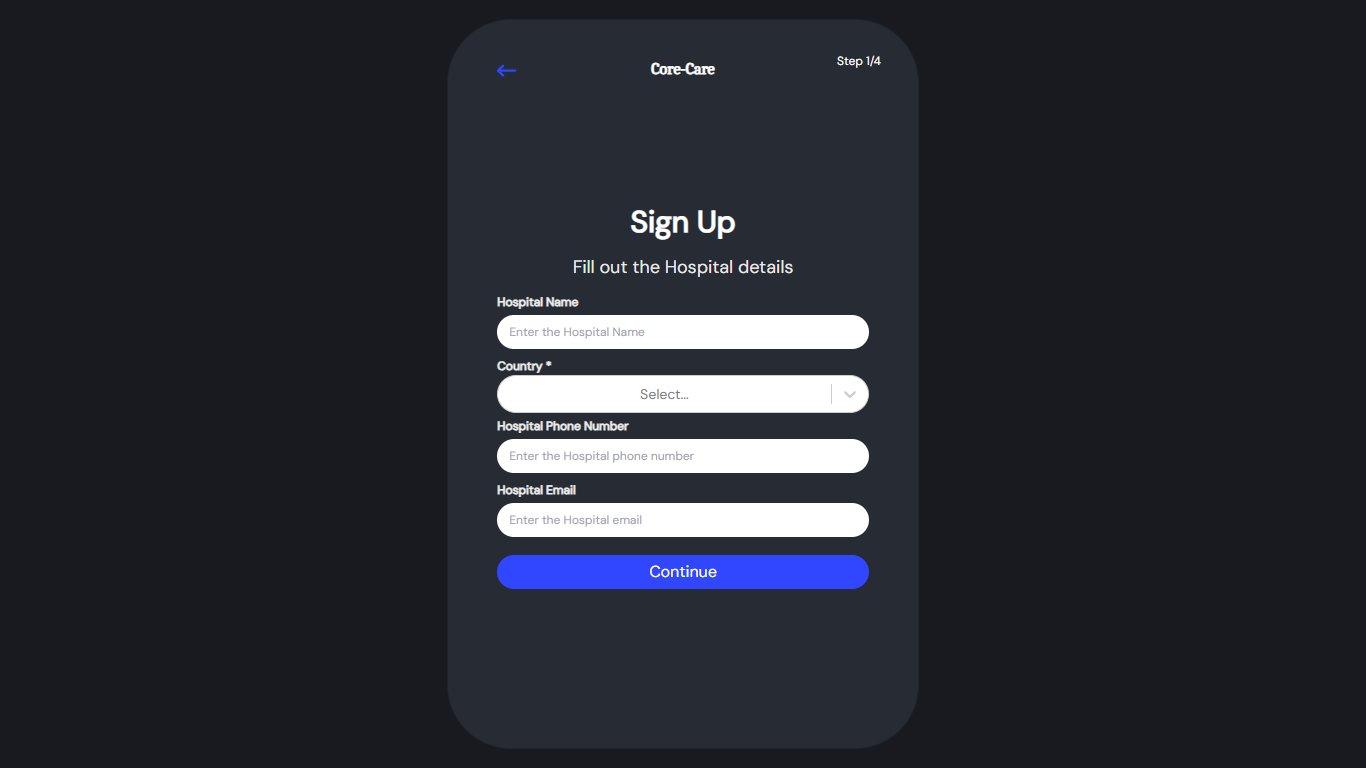 Core-Care
Step 1/4
Sign Up
Fill out the Hospital details
Hospital Name
Enter the Hospital Name
Country *
Select...
Hospital Phone Number
Enter the Hospital phone number
Hospital Email
Enter the Hospital email
Continue